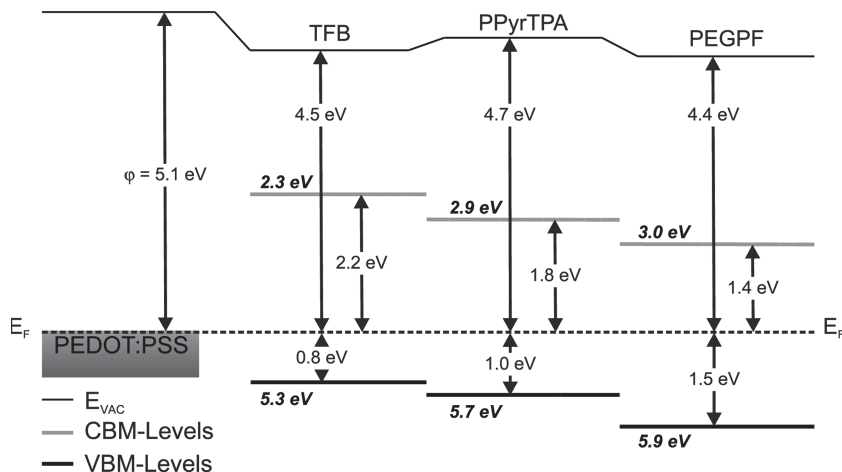 TFB
PPyrTPA
PEGPF
4.5 eV
4.7 eV
4.4 eV
φ = 5.1 eV
2.3 eV
2.9 eV
3.0 eV
2.2 eV
1.8 eV
1.4 eV
EF
EF
PEDOT:PSS
0.8 eV
1.0 eV
1.5 eV
5.3 eV
5.7 eV
5.9 eV
EVAC
CBM-Levels
VBM-Levels